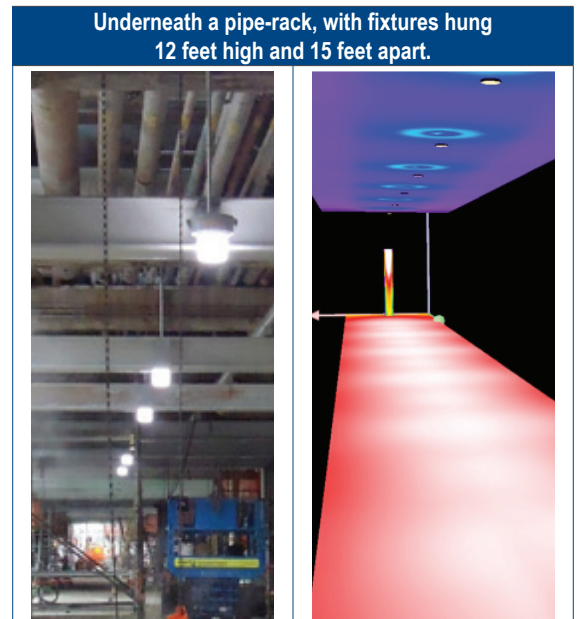 Underneath a pipe-rack, with fixtures hung
12 feet high and 15 feet apart.